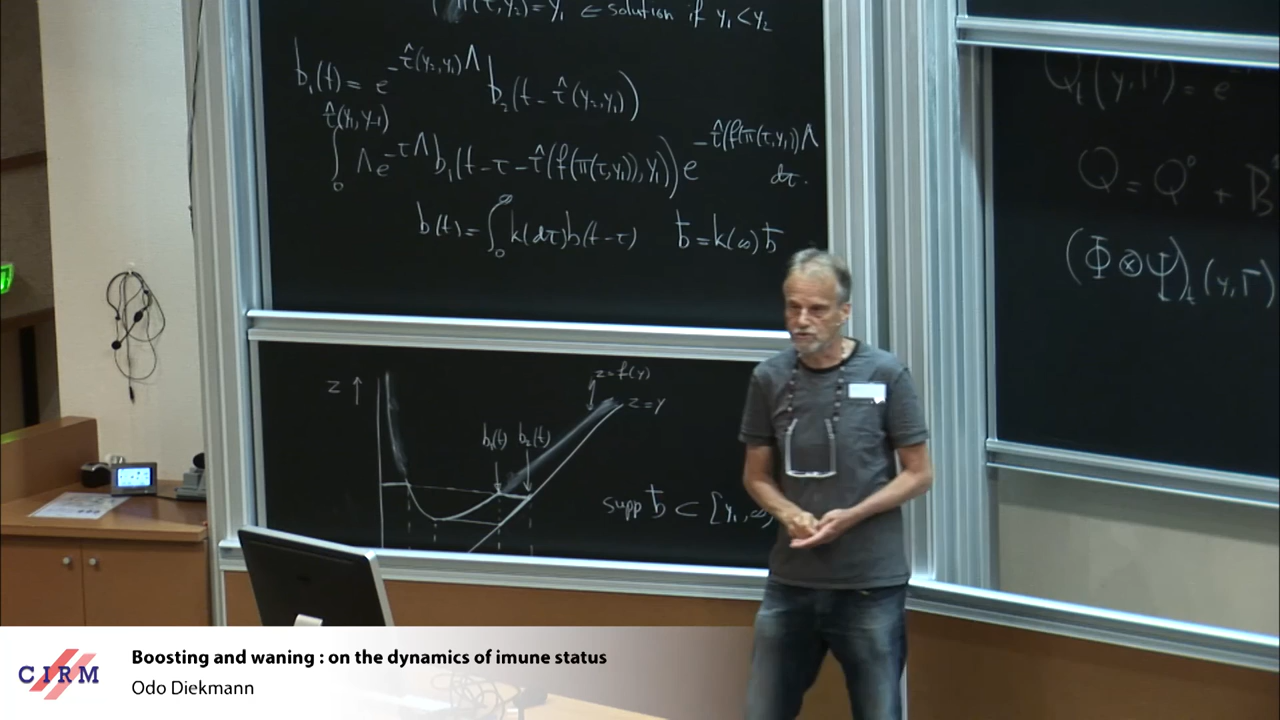 π(τ,y₂)=y₁ ∈ solution if y₁<y₂
b₁(t) = e^{-τ̂(y₂,y₁)Λ} b₂(t-τ̂(y₂,y₁))
∫₀^{τ̂(y₁,y₋₁)} Λe^{-τΛ} b₁(t-τ-τ̂(f(π(τ,y₁)),y₁)) e^{-τ̂(f(π(τ,y₁))Λ} dτ.
b(t)=∫₀^∞ k(dτ)b(t-τ) b̄=k(∞)b̄
z ↑
z=f(y)
z=y
b₁(t) b₂(t)
supp b̄ ⊂ [y₁,∞)
Qₜ(y,Γ) = e
Q = Q⁰ + B⁰
(Φ⊗Ψ)ₜ(y,Γ)
CIRM
Boosting and waning : on the dynamics of imune status
Odo Diekmann